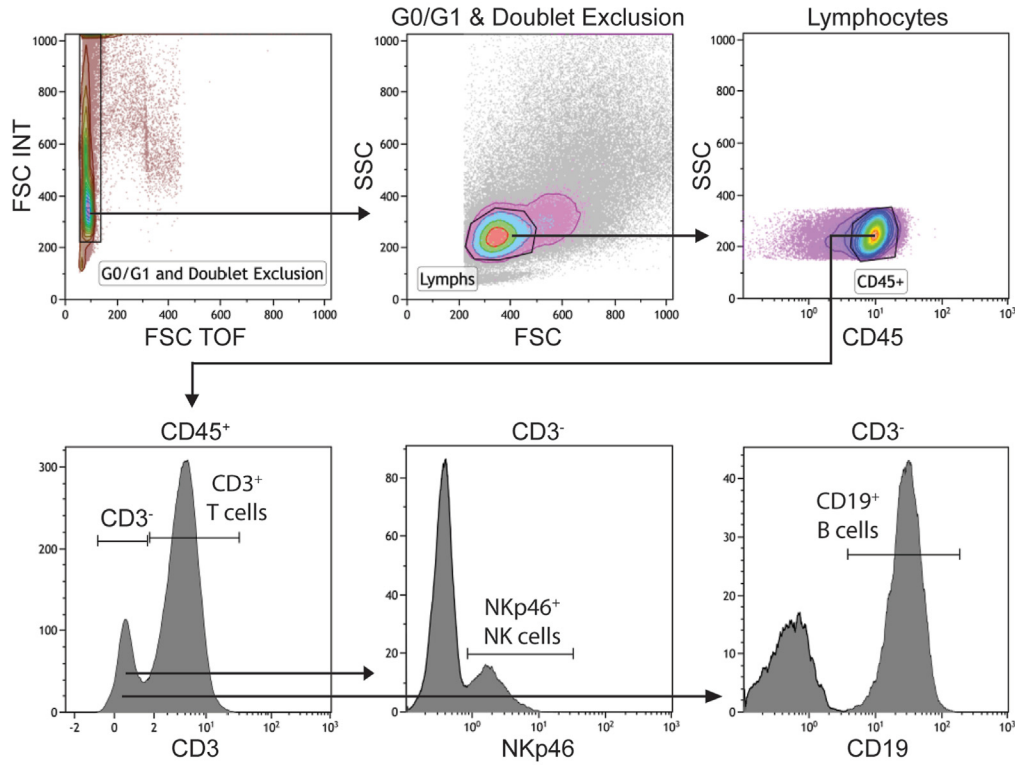 G0/G1 & Doublet Exclusion
Lymphocytes
1000
800
600
400
200
0
FSC INT
G0/G1 and Doublet Exclusion
0 200 400 600 800 1000
FSC TOF
1000
800
600
400
200
0
SSC
Lymphs
200 400 600 800 1000
FSC
1000
800
600
400
200
0
SSC
CD45+
10⁰ 10¹ 10² 10³
CD45
CD45⁺
300
200
100
0
CD3⁻
CD3⁺
T cells
-2 0 2 10¹ 10² 10³
CD3
CD3⁻
80
60
40
20
0
NKp46⁺
NK cells
10⁰ 10¹ 10² 10³
NKp46
CD3⁻
40
30
20
10
0
CD19⁺
B cells
10⁰ 10¹ 10² 10³
CD19